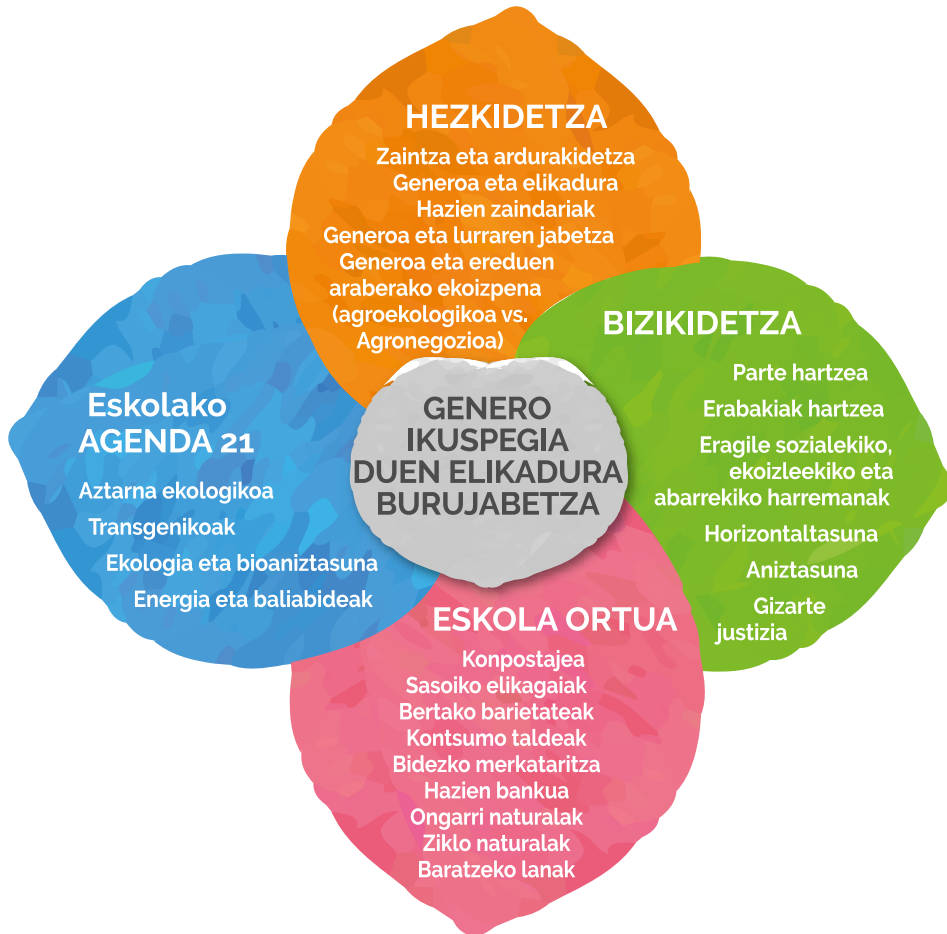 HEZKIDETZA
Zaintza eta ardurakidetza
Generoa eta elikadura
Hazien zaindariak
Generoa eta lurraren jabetza
Generoa eta ereduen
araberako ekoizpena
(agroekologikoa vs.
Agronegozioa)
BIZIKIDETZA
Parte hartzea
Erabakiak hartzea
Eragile sozialekiko,
ekoizleekiko eta
abarrekiko harremanak
Horizontaltasuna
Aniztasuna
Gizarte
justizia
Eskolako
AGENDA 21
Aztarna ekologikoa
Transgenikoak
Ekologia eta bioaniztasuna
Energia eta baliabideak
GENERO
IKUSPEGIA
DUEN ELIKADURA
BURUJABETZA
ESKOLA ORTUA
Konpostajea
Sasoiko elikagaiak
Bertako barietateak
Kontsumo taldeak
Bidezko merkataritza
Hazien bankua
Ongarri naturalak
Ziklo naturalak
Baratzeko lanak